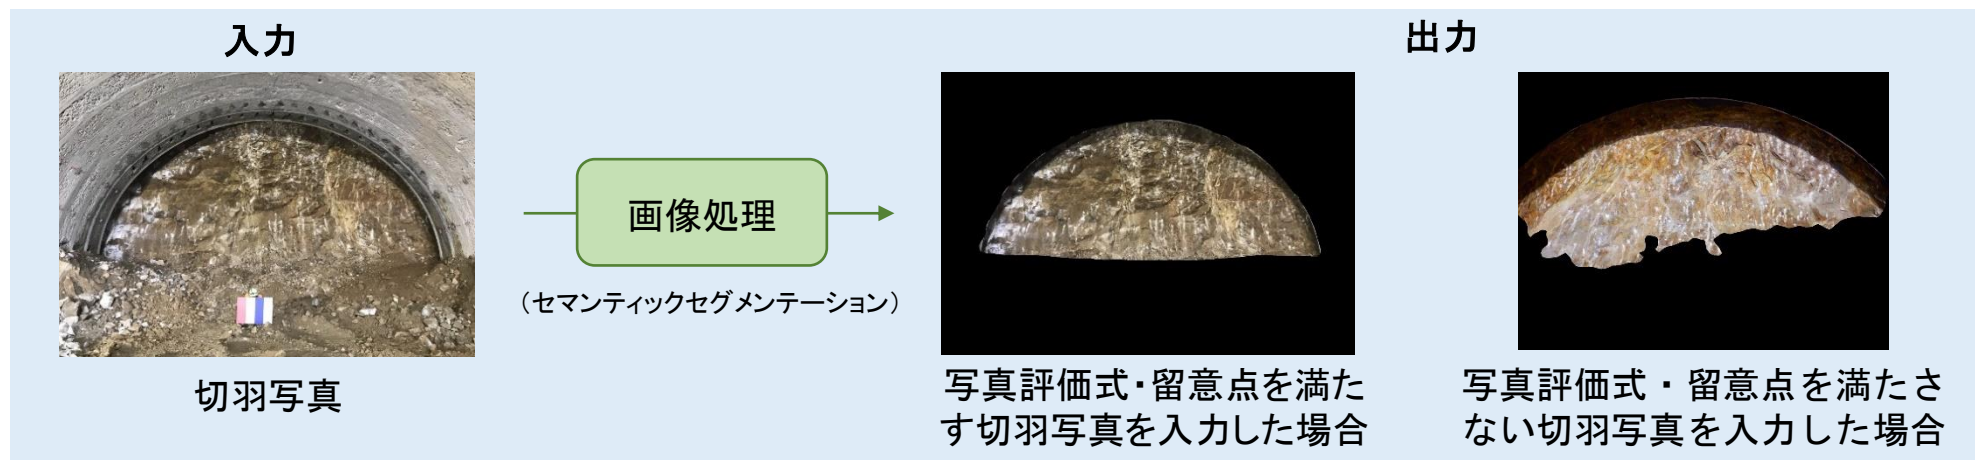 入力
出力
画像処理
（セマンティックセグメンテーション）
切羽写真
写真評価式・留意点を満た
す切羽写真を入力した場合
写真評価式・留意点を満たさ
ない切羽写真を入力した場合